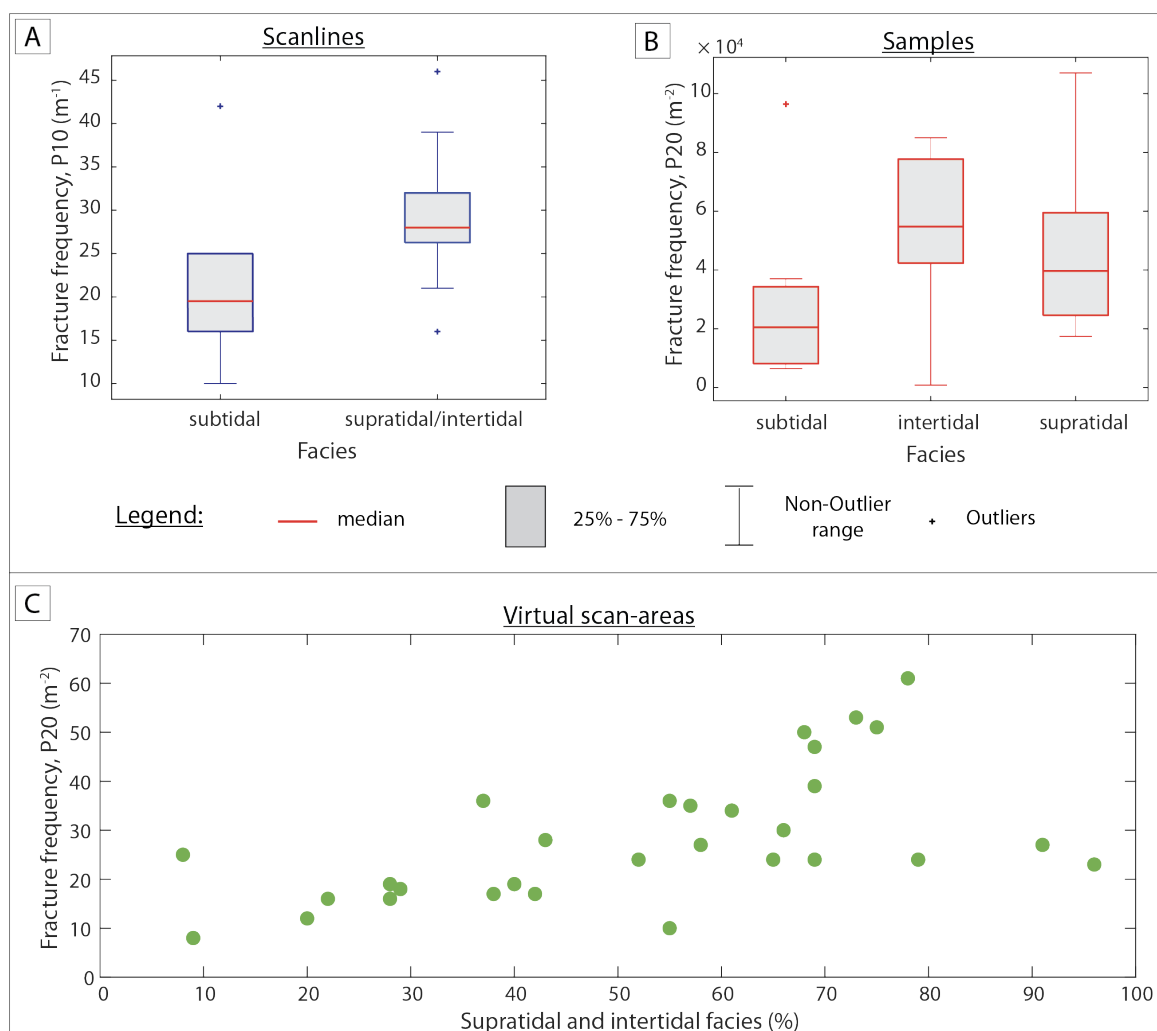 A
Scanlines
Fracture frequency, P10 (m⁻¹)
45
40
35
30
25
20
15
10
subtidal
supratidal/intertidal
Facies
B
× 10⁴
Samples
Fracture frequency, P20 (m⁻²)
10
8
6
4
2
0
subtidal
intertidal
supratidal
Facies
Legend:
median
25% - 75%
Non-Outlier
range
Outliers
C
Virtual scan-areas
Fracture frequency, P20 (m⁻²)
70
60
50
40
30
20
10
0
0 10 20 30 40 50 60 70 80 90 100
Supratidal and intertidal facies (%)